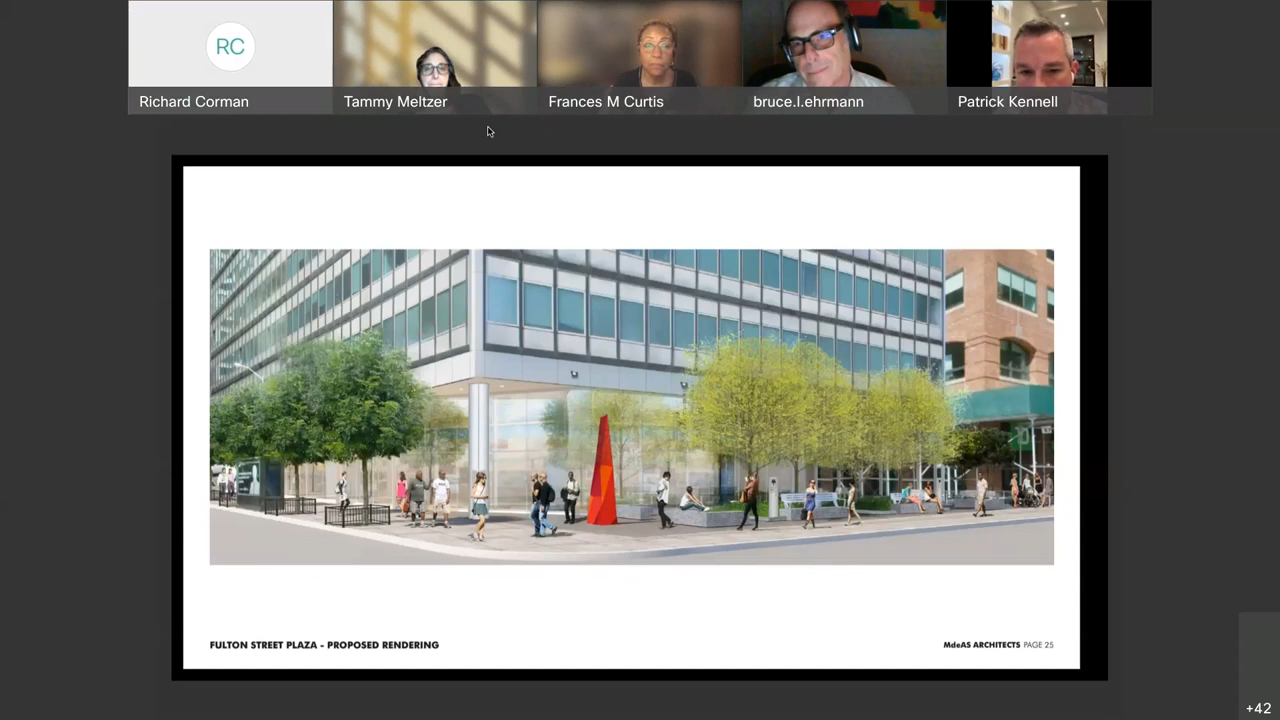 RC
Richard Corman
Tammy Meltzer
Frances M Curtis
bruce.l.ehrmann
Patrick Kennell
FULTON STREET PLAZA - PROPOSED RENDERING
MdeAS ARCHITECTS PAGE 25
+42